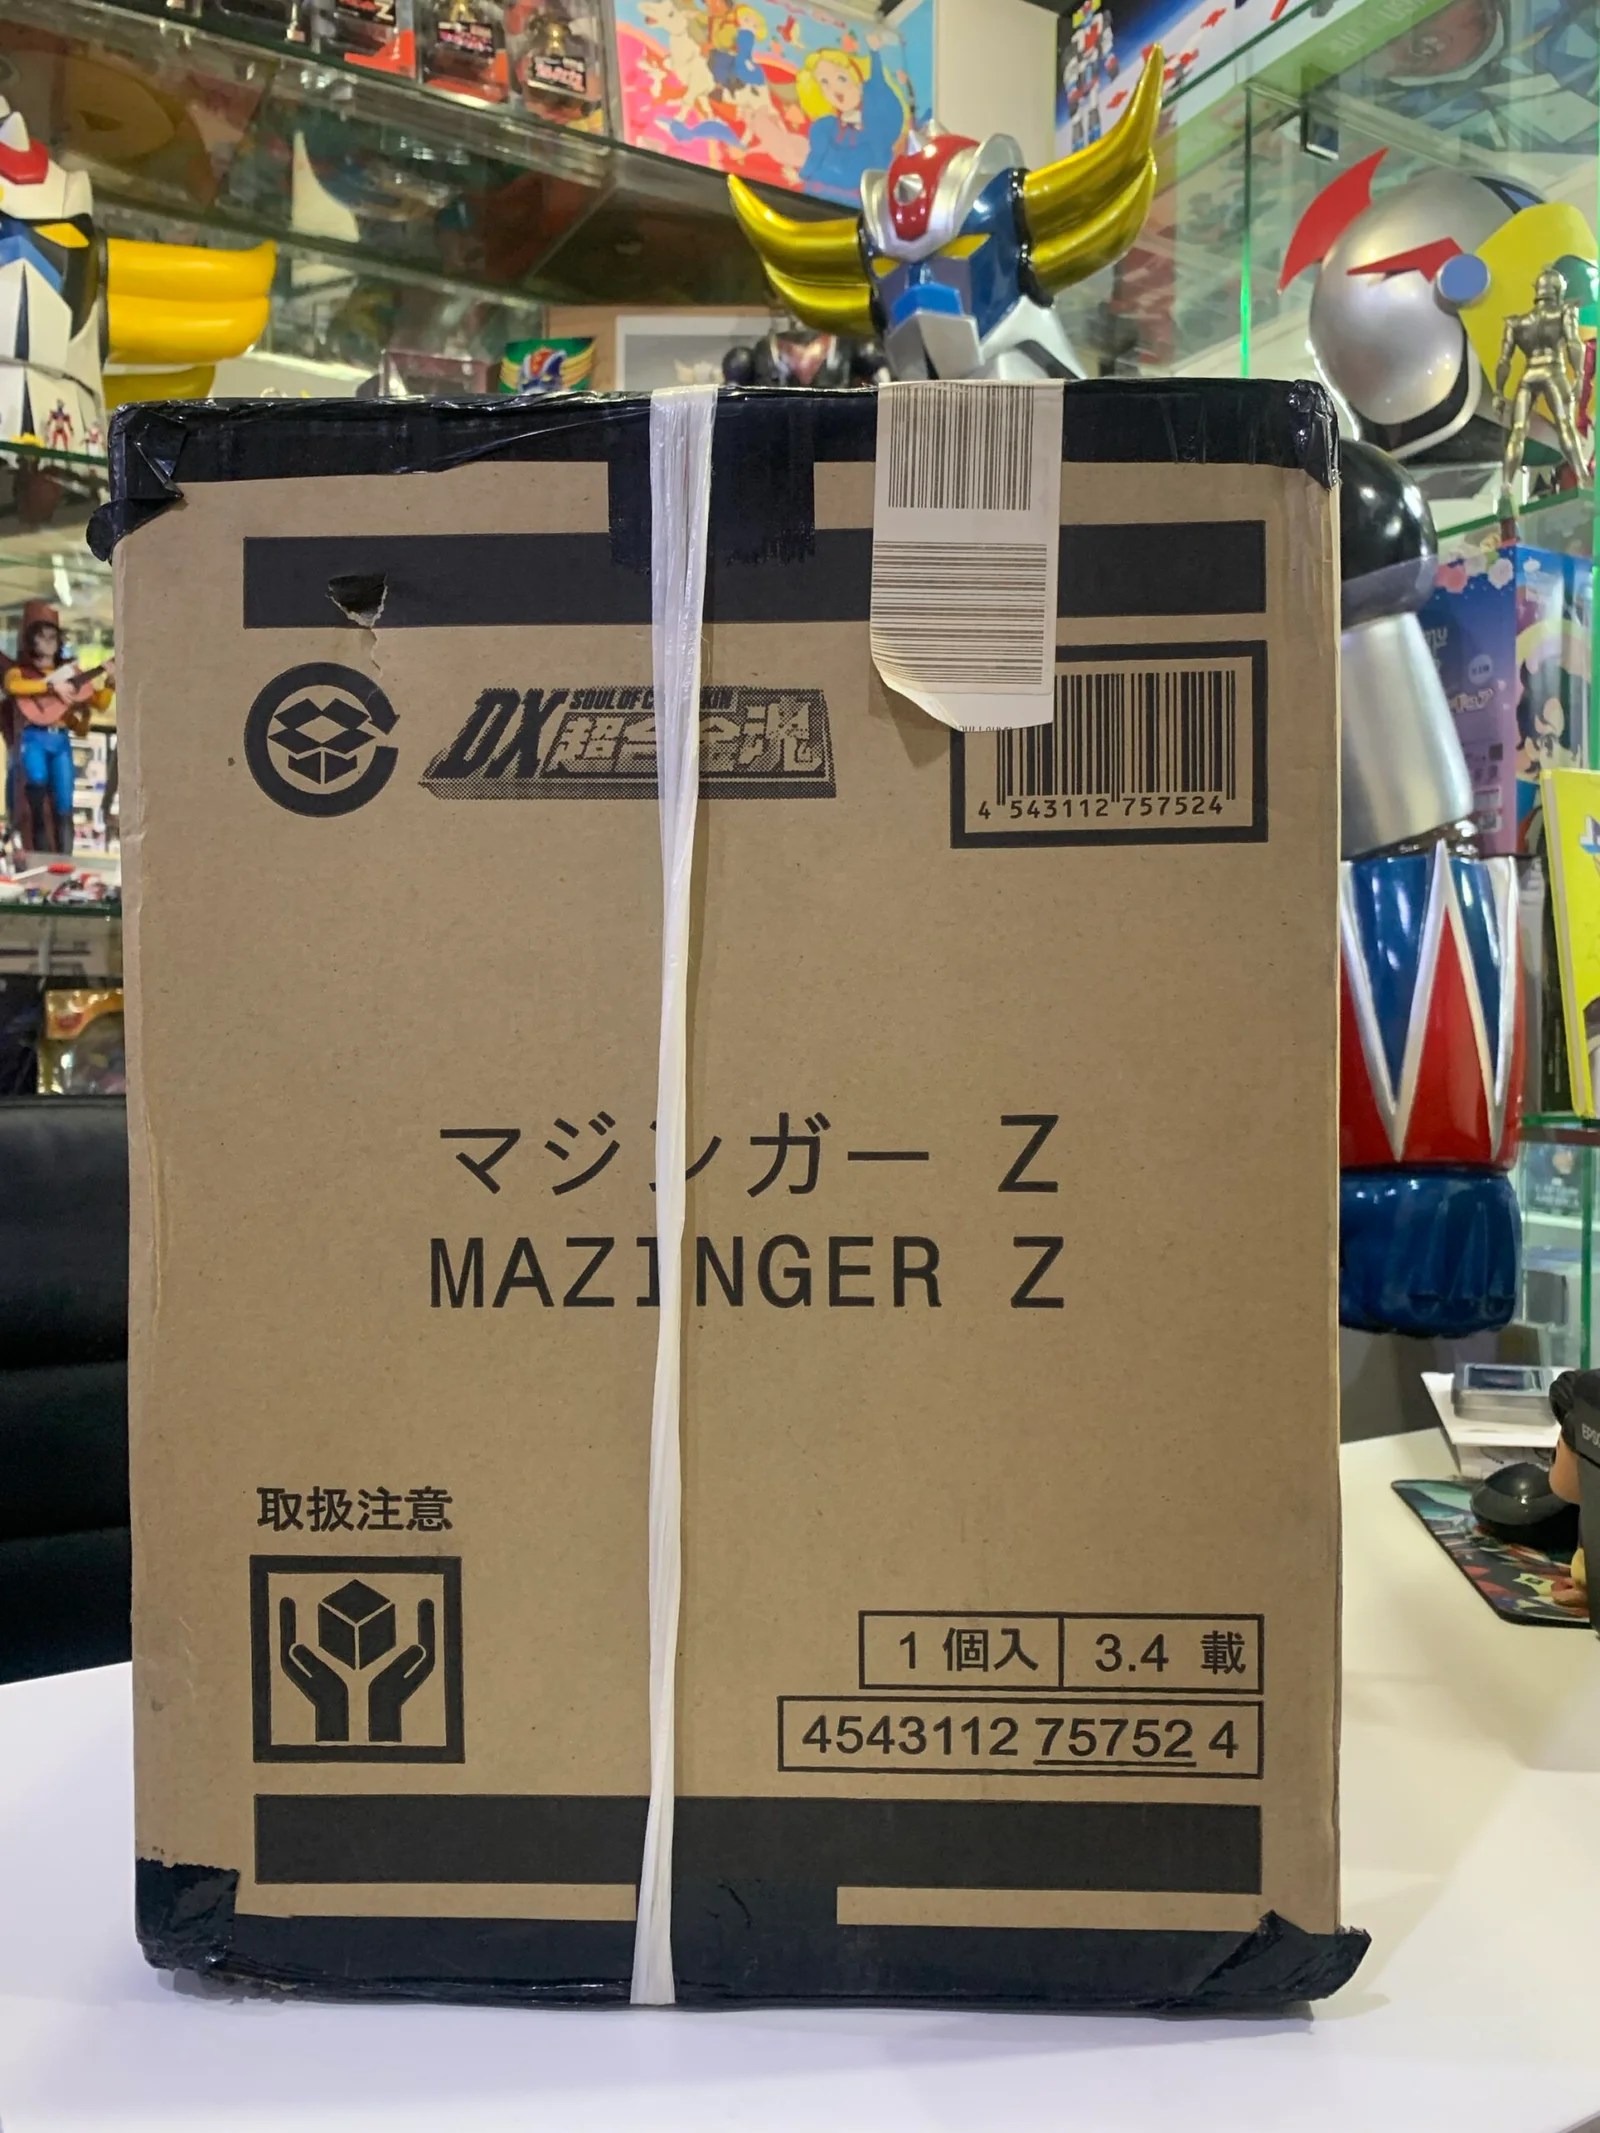 DX SOUL OF C KIN
超合金魂
4 543112 757524
マジンガー Z
MAZINGER Z
取扱注意
1 個入 3.4 載
4543112 75752 4